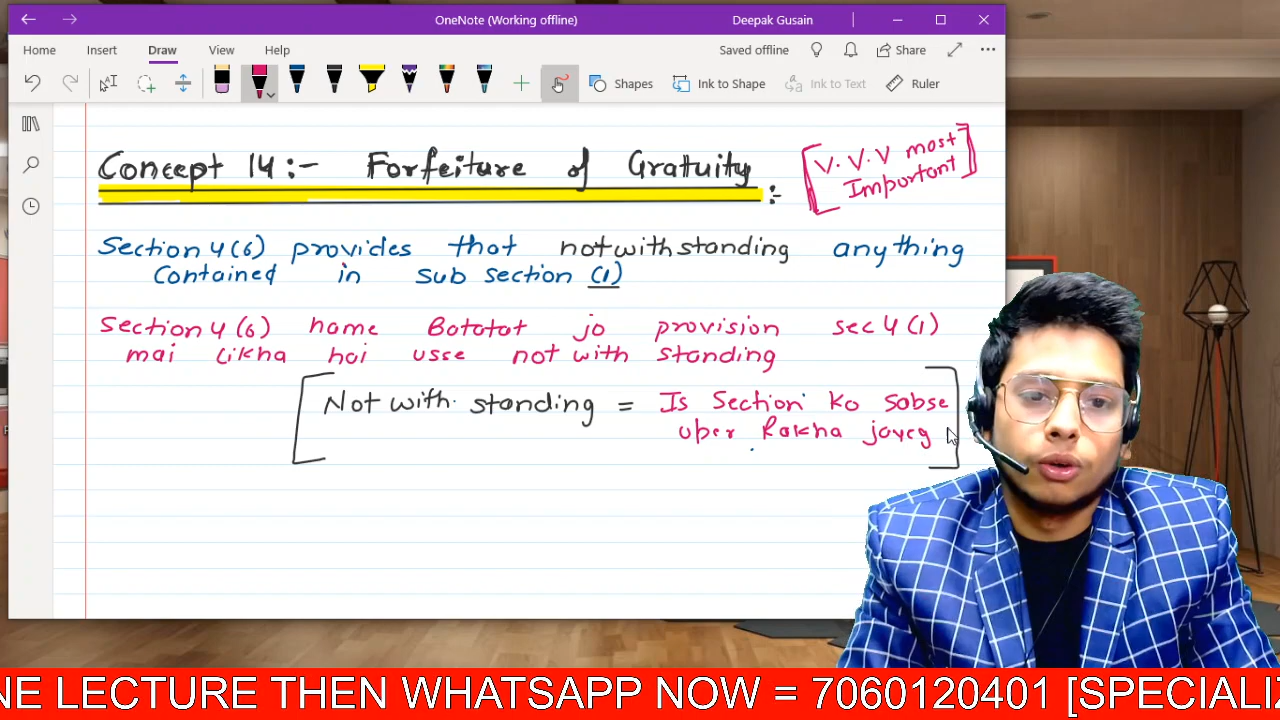 OneNote (Working offline)
Deepak Gusain
Home Insert Draw View Help
Saved offline
Share
Shapes
Ink to Shape
Ink to Text
Ruler
Concept 14:- Forfeiture of Gratuity :-
[V.V.V most
Important]
Section 4(6) provides that notwithstanding anything
Contained in sub section (1)
Section 4(6) hame Batatat jo provision sec 4(1)
mai likha hai usse not with standing
[Not with standing = Is Section ko sabse
uper Rakha jayeg]
NE LECTURE THEN WHATSAPP NOW = 7060120401 [SPECIALIZ